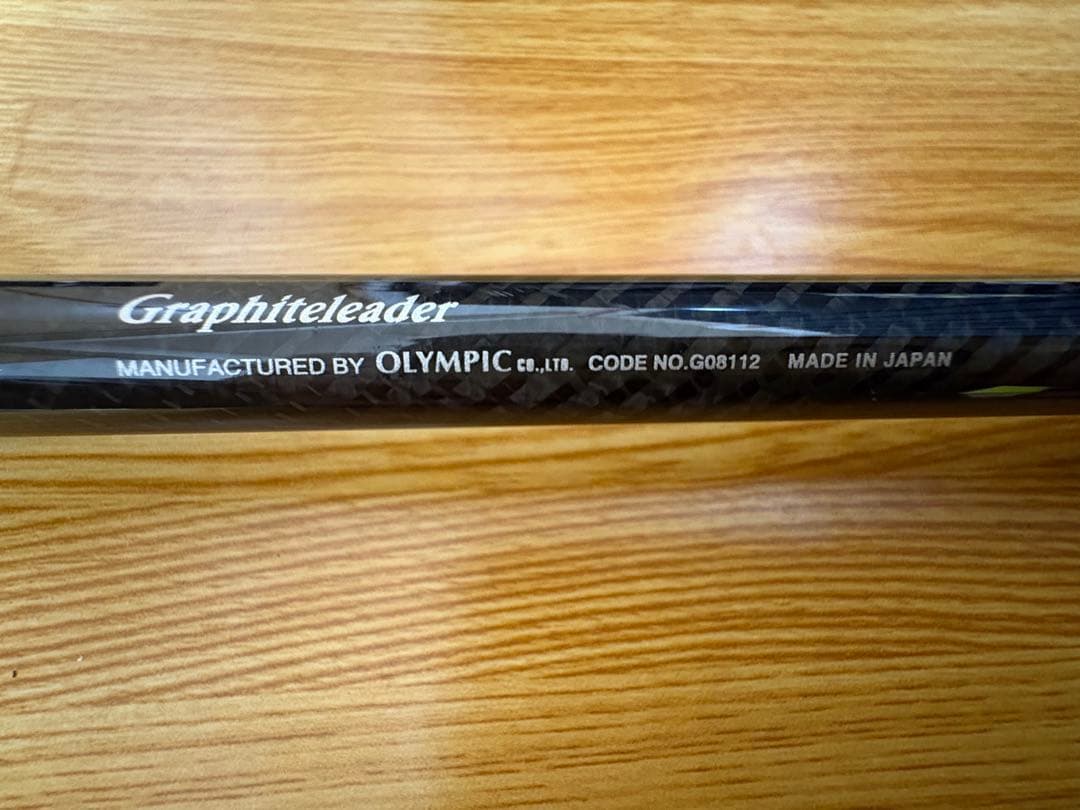 Graphiteleader
MANUFACTURED BY OLYMPIC CO.,LTD. CODE NO.G08112 MADE IN JAPAN